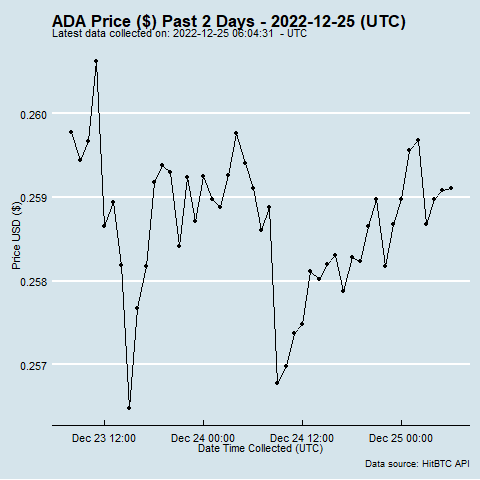 ADA Price ($) Past 2 Days - 2022-12-25 (UTC)
Latest data collected on: 2022-12-25 06:04:31 - UTC
0.260
0.259
0.258
0.257
Price USD ($)
Dec 23 12:00 Dec 24 00:00 Dec 24 12:00 Dec 25 00:00
Date Time Collected (UTC)
Data source: HitBTC API